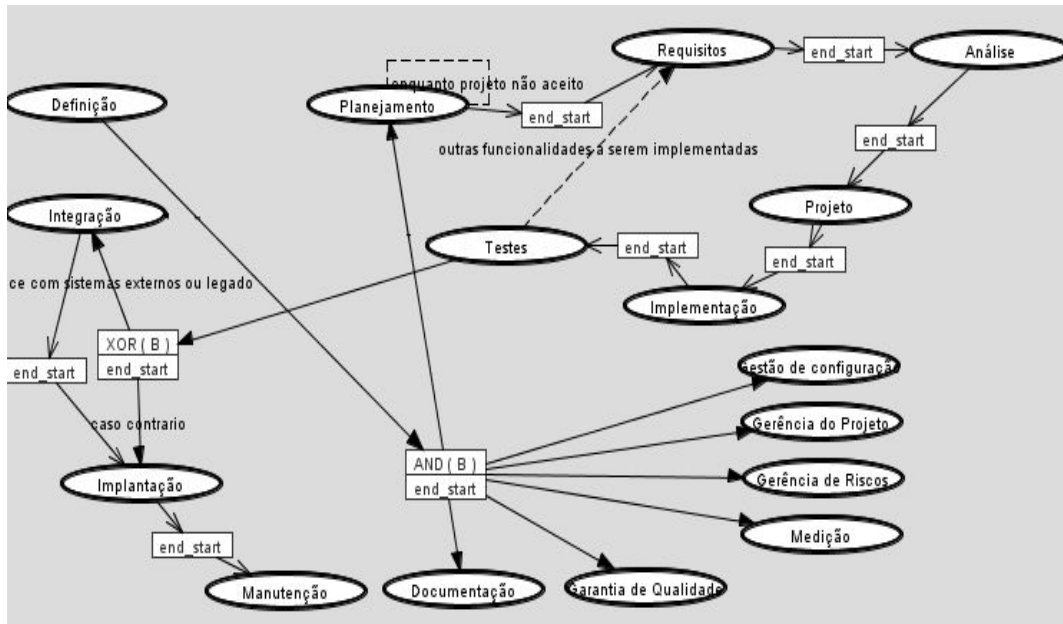 Requisitos
end_start
Análise
enquanto projeto não aceito
Definição
Planejamento
end_start
end_start
outras funcionalidades a serem implementadas
Projeto
Integração
Testes
end_start
end_start
ce com sistemas externos ou legado
Implementação
XOR ( B )
end_start
end_start
Gestão de configuração
caso contrario
Gerência do Projeto
AND ( B )
end_start
Implantação
Gerência de Riscos
Medição
end_start
Manutenção
Documentação
Garantia de Qualidade